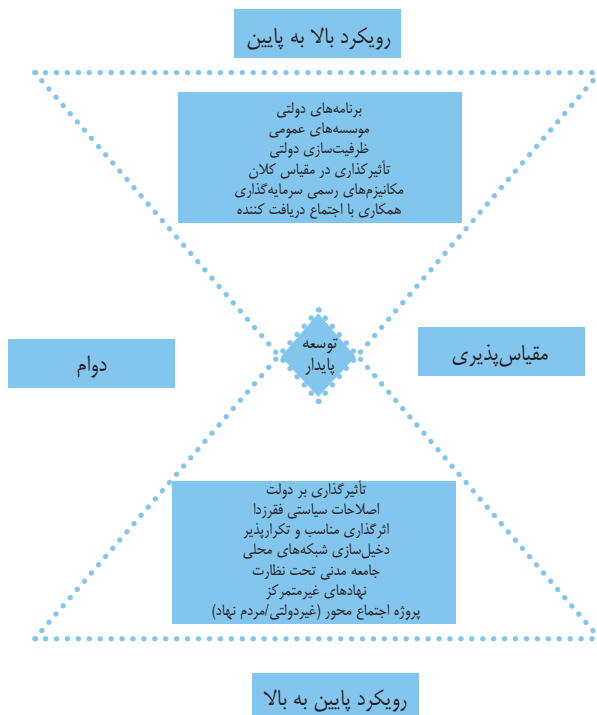 رویکرد بالا به پایین
برنامه‌های دولتی
موسسه‌های عمومی
ظرفیت‌سازی دولتی
تأثیرکذاری در مقیاس کلان
مکانیزم‌های رسمی سرمایه‌گذاری
همکاری با اجتماع دریافت کننده
توسعه
پایدار
مقیاس‌پذیری
دوام
تأثیرگذاری بر دولت
اصلاحات سیاستی فقرزدا
اثرگذاری مناسب و تکرارپذیر
دخیل‌سازی شبکه‌های محلی
جامعه مدنی تحت نظارت
نهادهای غیرمتمرکز
پروژه اجتماع محور (غیردولتی/مردم نهاد)
رویکرد پایین به بالا